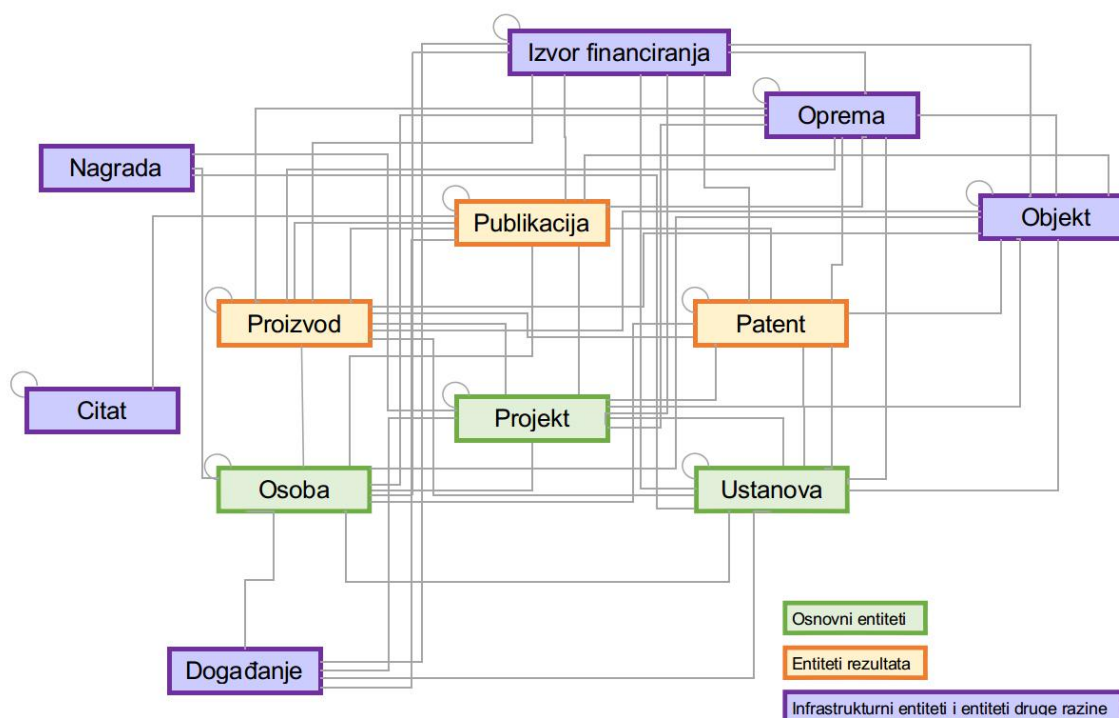 Izvor financiranja
Oprema
Nagrada
Publikacija
Objekt
Proizvod
Patent
Citat
Projekt
Osoba
Ustanova
Događanje
Osnovni entiteti
Entiteti rezultata
Infrastrukturni entiteti i entiteti druge razine